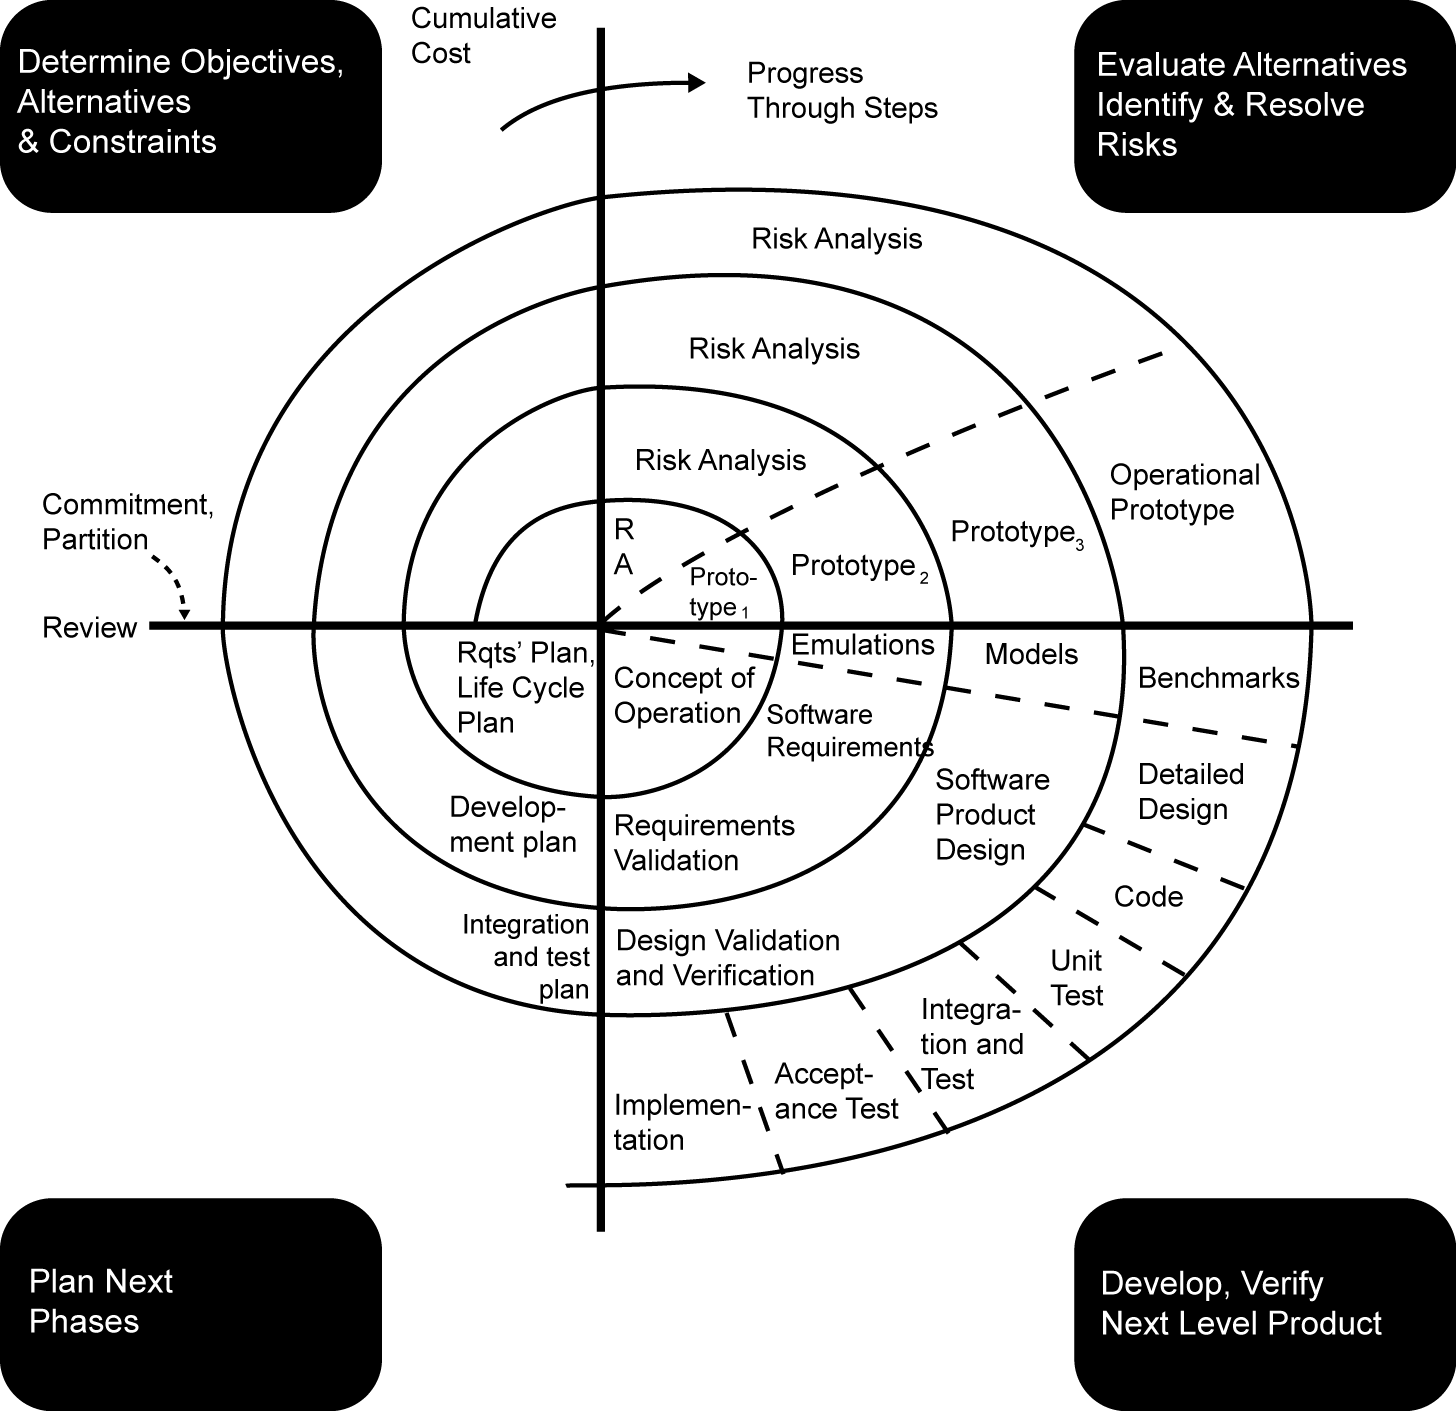 Cumulative
Cost
Determine Objectives,
Alternatives
& Constraints
Progress
Through Steps
Evaluate Alternatives
Identify & Resolve
Risks
Risk Analysis
Risk Analysis
Risk Analysis
R
A
Proto-
type 1
Prototype 2
Prototype 3
Operational
Prototype
Commitment,
Partition
Review
Rqts’ Plan,
Life Cycle
Plan
Concept of
Operation
Emulations
Models
Benchmarks
Software
Requirements
Software
Product
Design
Detailed
Design
Develop-
ment plan
Requirements
Validation
Code
Integration
and test
plan
Design Validation
and Verification
Unit
Test
Integra-
tion and
Test
Accept-
ance Test
Implemen-
tation
Plan Next
Phases
Develop, Verify
Next Level Product